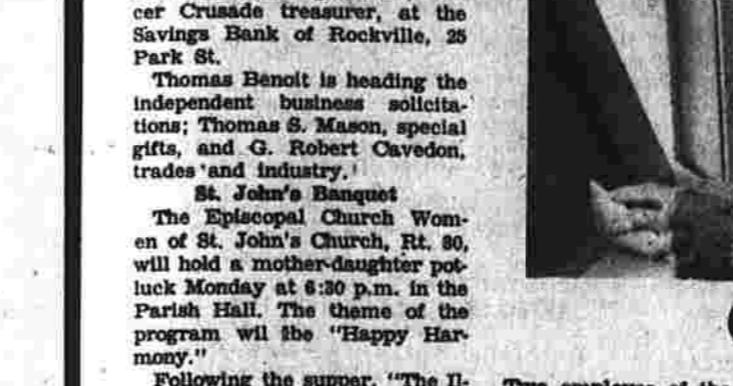 cer Crusade treasurer, at the
Savings Bank of Rockville, 25
Park St.
Thomas Benoit is heading the
independent business solicita-
tions; Thomas S. Mason, special
gifts, and G. Robert Cavedon,
trades and industry.
St. John's Banquet
The Episcopal Church Wom-
en of St. John's Church, Rt. 30,
will hold a mother-daughter pot-
luck Monday at 6:30 p.m. in the
Parish Hall. The theme of the
program wil lbe "Happy Har-
mony."
Following the supper, "The Il-